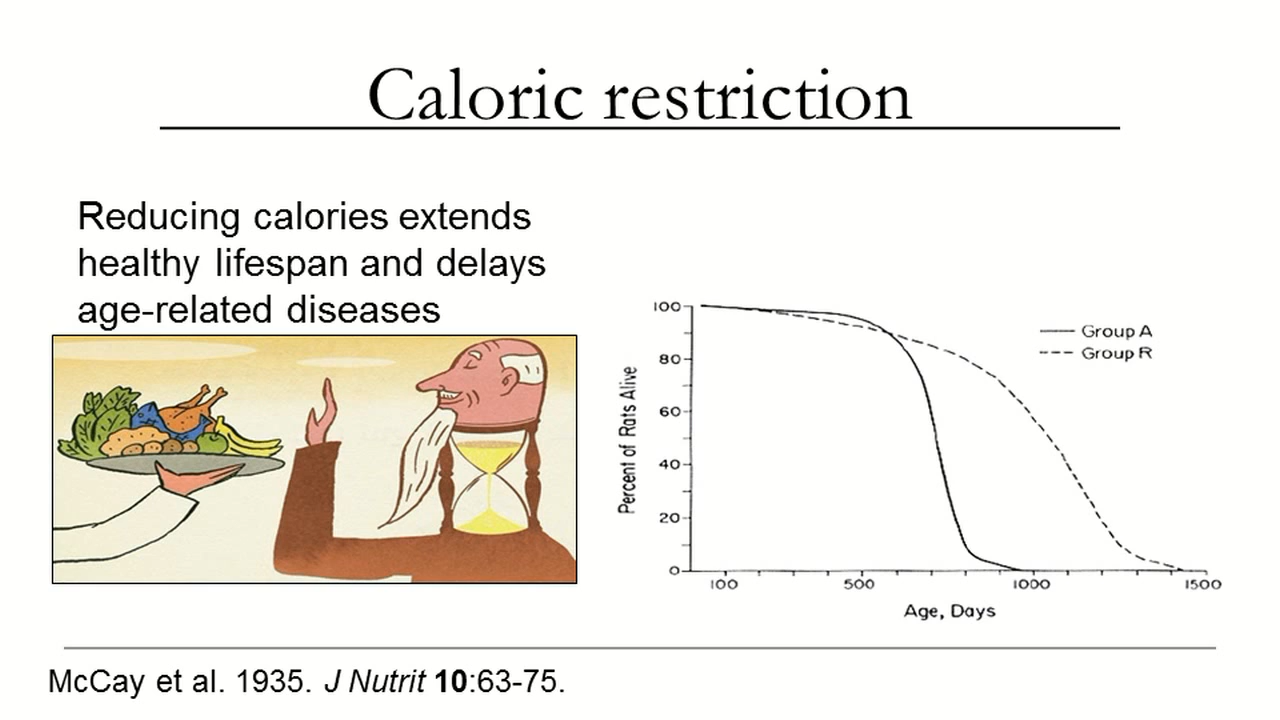 Caloric restriction
Reducing calories extends
healthy lifespan and delays
age-related diseases
100
80
60
40
20
0
Percent of Rats Alive
Group A
Group R
100
500
1000
1500
Age, Days
McCay et al. 1935. J Nutrit 10:63-75.